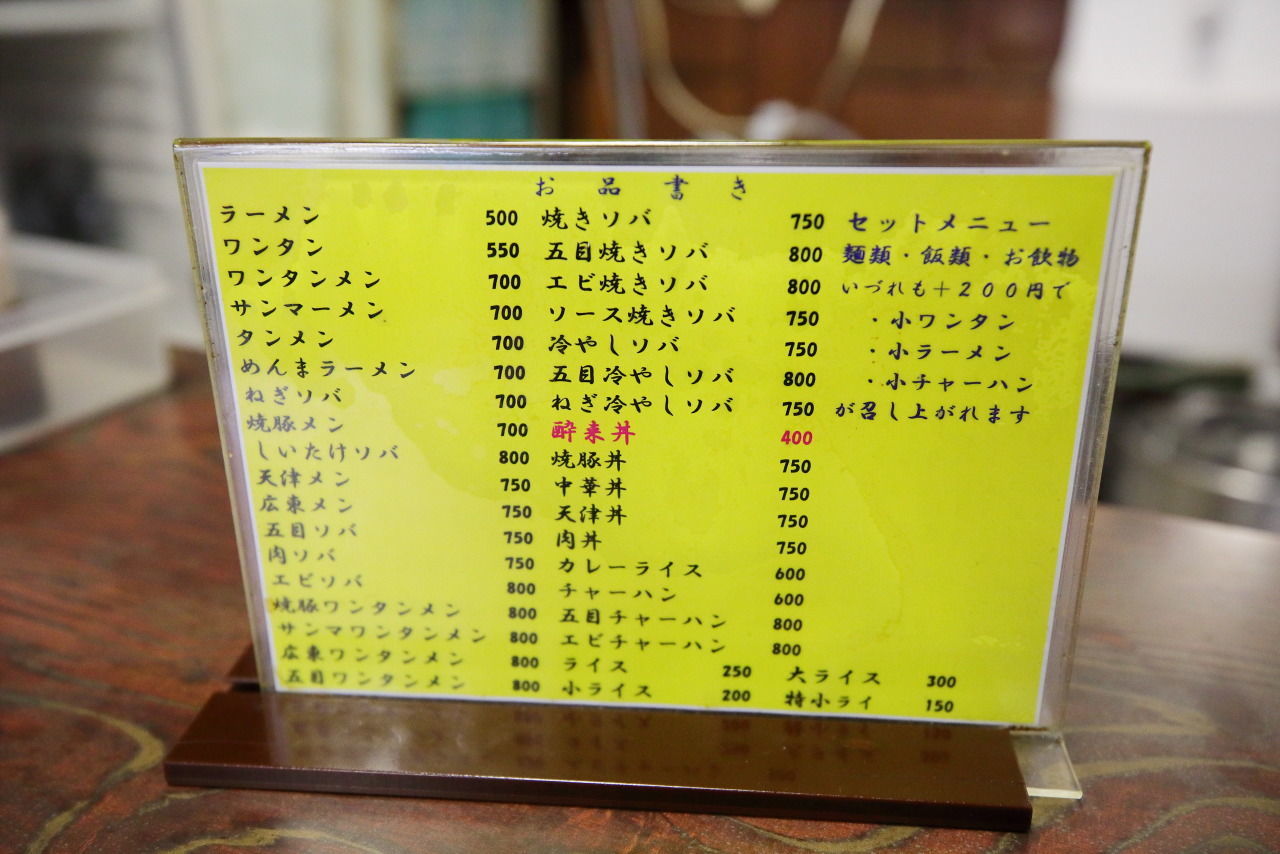 お品書き
ラーメン 500
ワンタン 550
ワンタンメン 700
サンマーメン 700
タンメン 700
めんまラーメン 700
ねぎソバ 700
焼豚メン 700
しいたけソバ 800
天津メン 750
広東メン 750
五目ソバ 750
肉ソバ 750
エビソバ 800
焼豚ワンタンメン 800
サンマワンタンメン 800
広東ワンタンメン 800
五目ワンタンメン 800
焼きソバ 750
五目焼きソバ 800
エビ焼きソバ 800
ソース焼きソバ 750
冷やしソバ 750
五目冷やしソバ 800
ねぎ冷やしソバ 750
酔来丼 400
焼豚丼 750
中華丼 750
天津丼 750
肉丼 750
カレーライス 600
チャーハン 600
五目チャーハン 800
エビチャーハン 800
ライス 250 大ライス 300
小ライス 200 特小ライ 150
セットメニュー
麺類・飯類・お飲物
いづれも＋２００円で
・小ワンタン
・小ラーメン
・小チャーハン
が召し上がれます